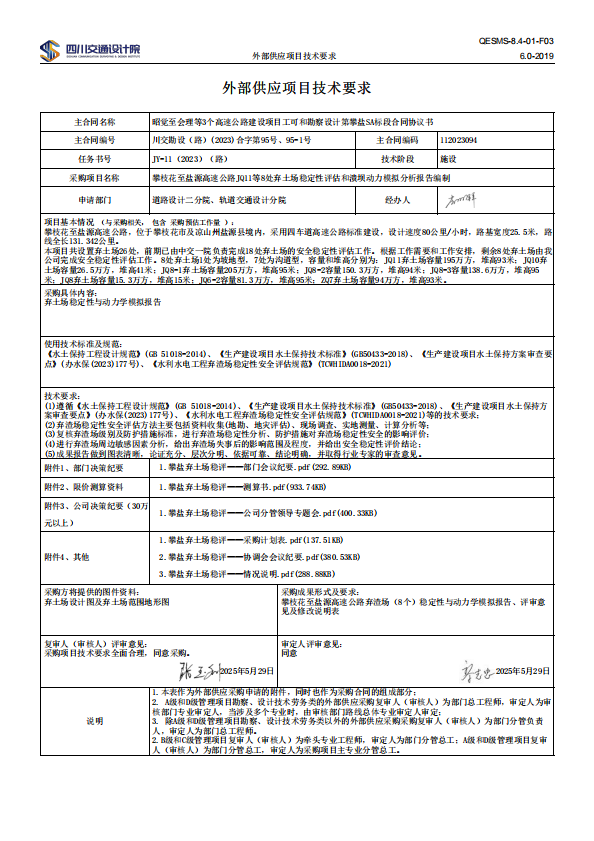 四川交通设计院
SICHUAN COMMUNICATION SURVEYING & DESIGN INSTITUTE
外部供应项目技术要求
QESMS-8.4-01-F03
6.0-2019
外部供应项目技术要求
主合同名称 昭觉至会理等3个高速公路建设项目工可和勘察设计第攀盐SA标段合同协议书
主合同编号 川交勘设（路）(2023)合字第95号、95-1号 主合同编码 112023094
任务书号 JY-11（2023）（路） 技术阶段 施设
采购项目名称 攀枝花至盐源高速公路JQ11等8处弃土场稳定性评估和溃坝动力模拟分析报告编制
申请部门 道路设计二分院、轨道交通设计分院 经办人
项目基本情况（与采购相关，包含 采购预估工作量 ）：
攀枝花至盐源高速公路，位于攀枝花市及凉山州盐源县境内，采用四车道高速公路标准建设，设计速度80公里/小时，路基宽度25.5米，路
线全长131.342公里。
本项目共设置弃土场26处，前期已由中交一院负责完成18处弃土场的安全稳定性评估工作。根据工作需要和工作安排，剩余8处弃土场由我
公司完成安全稳定性评估工作。8处弃土场1处为坡地型，7处为沟道型，容量和堆高分别为：JQ11弃土场容量195万方，堆高93米；JQ10弃
土场容量26.5万方，堆高41米；JQ8-1弃土场容量205万方，堆高95米；JQ8-2容量150.3万方，堆高94米；JQ8-3容量138.6万方，堆高95
米；JQ8弃土场容量15.3万方，堆高15米；JQ6-2容量81.3万方，堆高95米；ZQ7弃土场容量94万方，堆高93米。
采购具体内容：
弃土场稳定性与动力学模拟报告
使用技术标准及规范：
《水土保持工程设计规范》(GB 51018-2014)、《生产建设项目水土保持技术标准》(GB50433-2018)、《生产建设项目水土保持方案审查要
点》(办水保(2023)177号)、《水利水电工程弃渣场稳定性安全评估规范》(TCWHIDA0018-2021)
技术要求：
(1)遵循《水土保持工程设计规范》(GB 51018-2014)、《生产建设项目水土保持技术标准》(GB50433-2018)、《生产建设项目水土保持方
案审查要点》(办水保(2023)177号)、《水利水电工程弃渣场稳定性安全评估规范》(TCWHIDA0018-2021)等的技术要求；
(2)弃渣场稳定性安全评估方法主要包括资料收集(地勘、地灾评估)、现场调查、实地测量、计算分析等；
(3)复核弃渣场级别及防护措施标准，进行弃渣场稳定性分析、防护措施对弃渣场稳定性安全的影响评价；
(4)进行弃渣场周边敏感因素分析，给出弃渣场失事后的影响范围及程度，并给出安全稳定性评价结论；
(5)成果报告做到图表清晰，论证充分、层次分明、依据可靠、结论明确，并取得行业专家的审查意见。
附件1、部门决策纪要 1.攀盐弃土场稳评——部门会议纪要.pdf(292.89KB)
附件2、限价测算资料 1.攀盐弃土场稳评——测算书.pdf(933.74KB)
附件3、公司决策纪要（30万
元以上） 1.攀盐弃土场稳评——公司分管领导专题会.pdf(400.33KB)
附件4、其他 1.攀盐弃土场稳评——采购计划表.pdf(137.51KB)
2.攀盐弃土场稳评——协调会会议纪要.pdf(380.53KB)
3.攀盐弃土场稳评——情况说明.pdf(288.88KB)
采购方将提供的图件资料：
弃土场设计图及弃土场范围地形图
采购成果形式及要求：
攀枝花至盐源高速公路弃渣场（8个）稳定性与动力学模拟报告、评审意
见及修改说明表
复审人（审核人）评审意见：
采购项目技术要求全面合理，同意采购。
2025年5月29日
审定人评审意见：
同意
2025年5月29日
说明
1.本表作为外部供应采购申请的附件，同时也作为采购合同的组成部分；
2. A级和D级管理项目勘察、设计技术劳务类的外部供应采购复审人（审核人）为部门总工程师，审定人为审
核部门专业审定人，当涉及多个专业时，由审核部门路线总体专业审定人审定；
3. 除A级和D级管理项目勘察、设计技术劳务类以外的外部供应采购采购复审人（审核人）为部门分管负责
人，审定人为部门总工程师。
2.B级和C级管理项目复审人（审核人）为牵头专业工程师，审定人为部门分管总工；A级和D级管理项目复审
人（审核人）为部门分管总工，审定人为采购项目主专业分管总工。